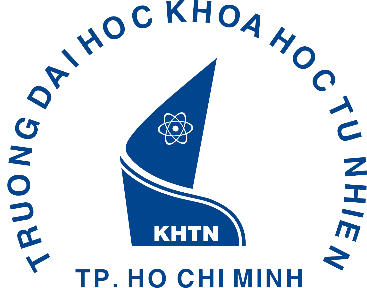 TRUONG DAI HOC KHOA HOC TU NHIEN
KHTN
TP. HO CHI MINH